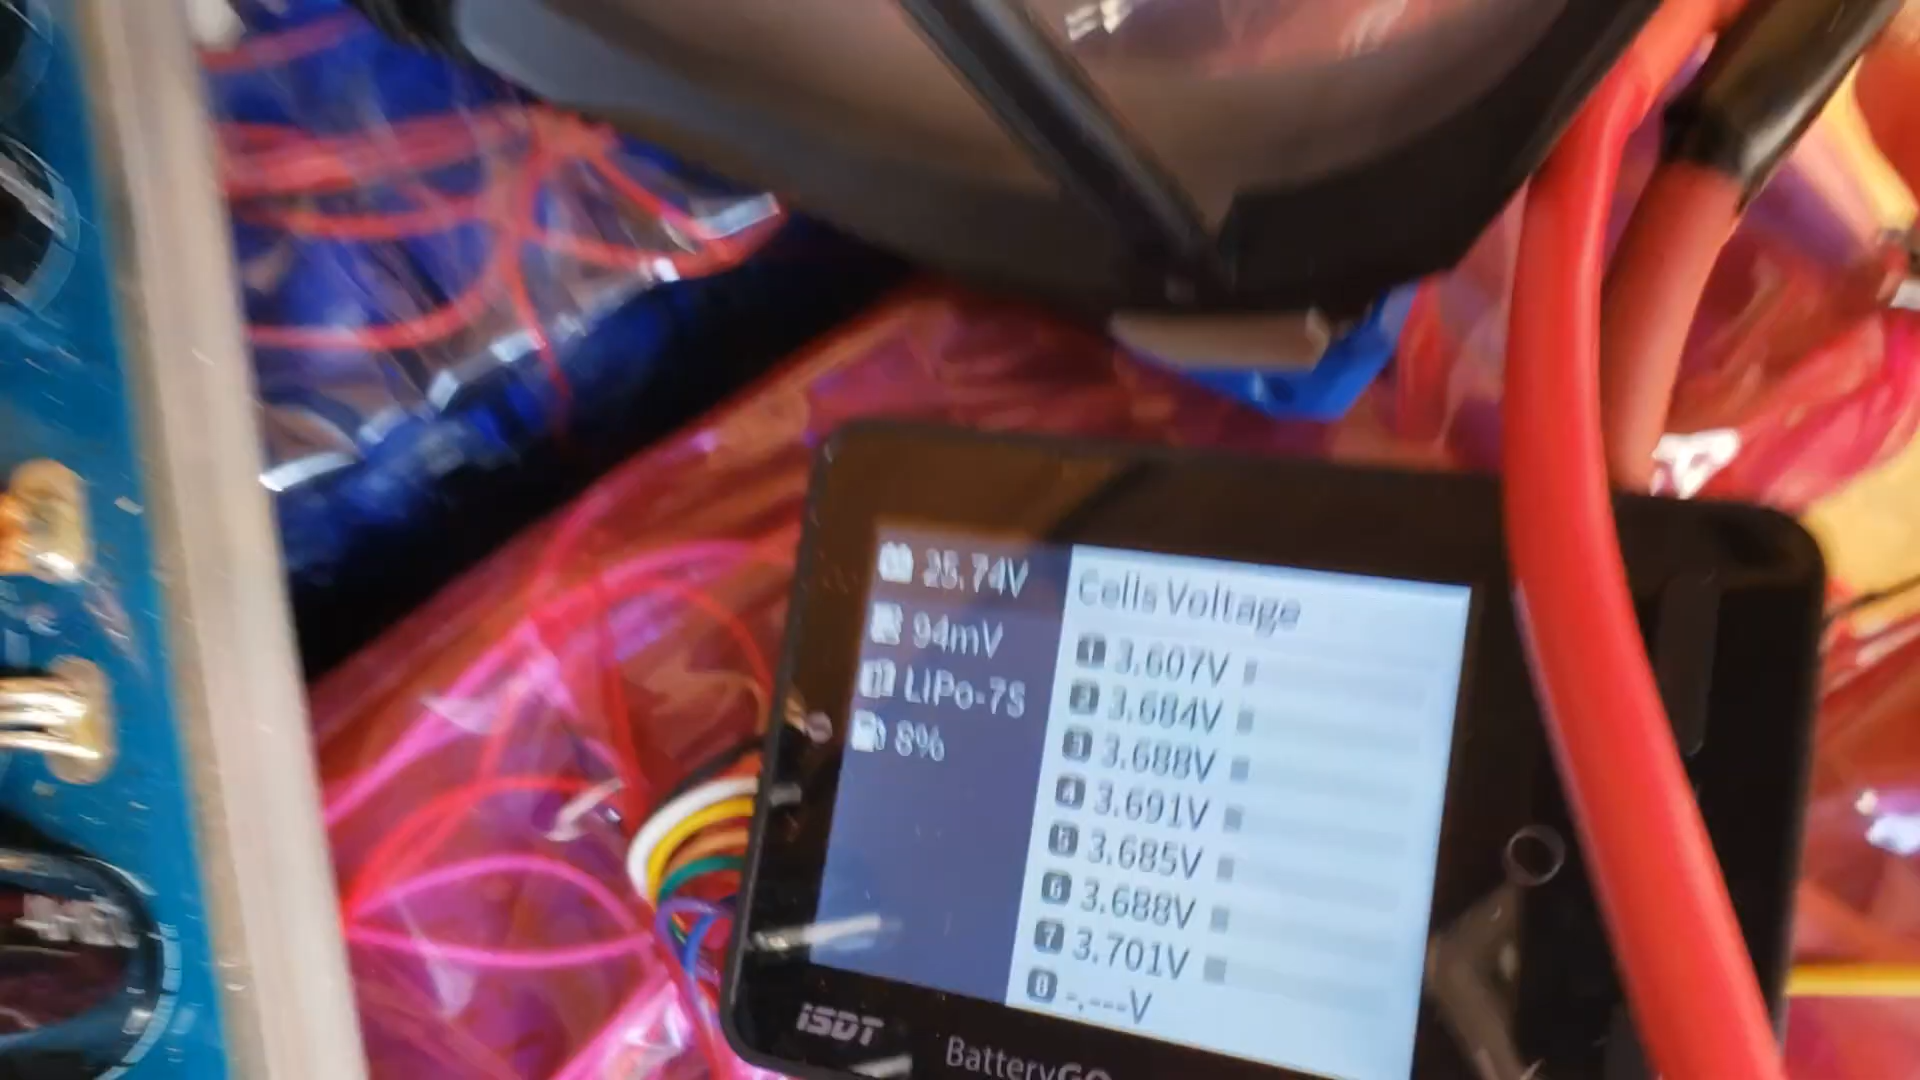 25.74V
94mV
LiPo-7S
8%
Cells Voltage
1 3.607V
2 3.684V
3 3.688V
4 3.691V
5 3.685V
6 3.688V
7 3.701V
8 -.---V
ISDT
BatteryGO